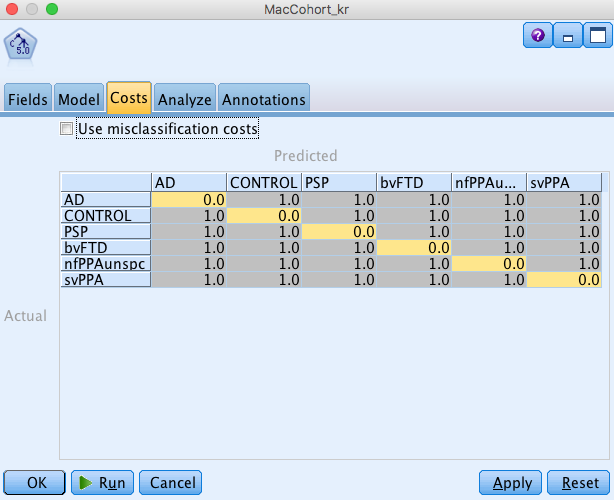 MacCohort_kr
C 5.0
?
Fields Model Costs Analyze Annotations
Use misclassification costs
Predicted
AD CONTROL PSP bvFTD nfPPAu... svPPA
AD 0.0 1.0 1.0 1.0 1.0 1.0
CONTROL 1.0 0.0 1.0 1.0 1.0 1.0
PSP 1.0 1.0 0.0 1.0 1.0 1.0
bvFTD 1.0 1.0 1.0 0.0 1.0 1.0
nfPPAunspc 1.0 1.0 1.0 1.0 0.0 1.0
svPPA 1.0 1.0 1.0 1.0 1.0 0.0
Actual
OK Run Cancel Apply Reset